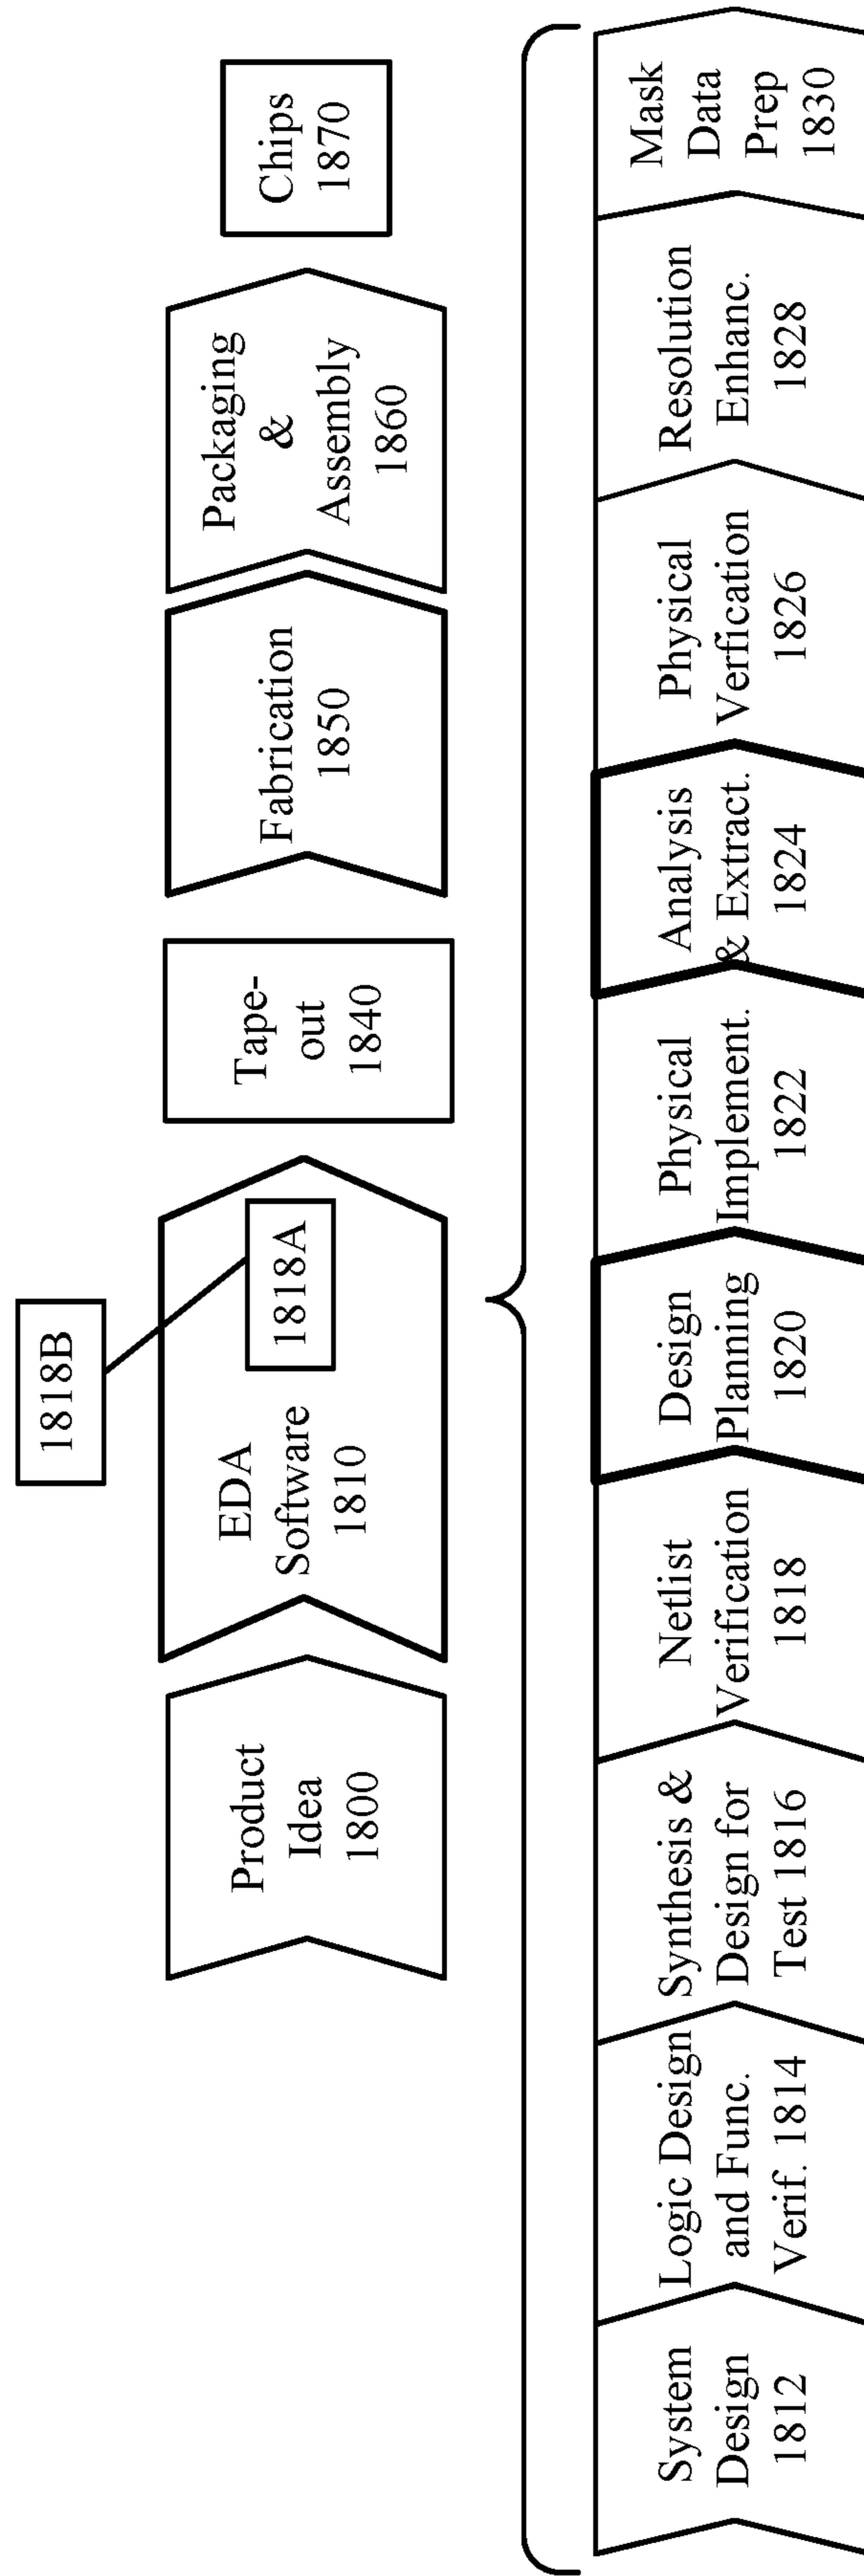 1818B
Product
Idea
1800
EDA
Software
1810
1818A
Tape-
out
1840
Fabrication
1850
Packaging
&
Assembly
1860
Chips
1870
System
Design
1812
Logic Design
and Func.
Verif. 1814
Synthesis &
Design for
Test 1816
Netlist
Verification
1818
Design
Planning
1820
Physical
Implement.
1822
Analysis
& Extract.
1824
Physical
Verfication
1826
Resolution
Enhanc.
1828
Mask
Data
Prep
1830